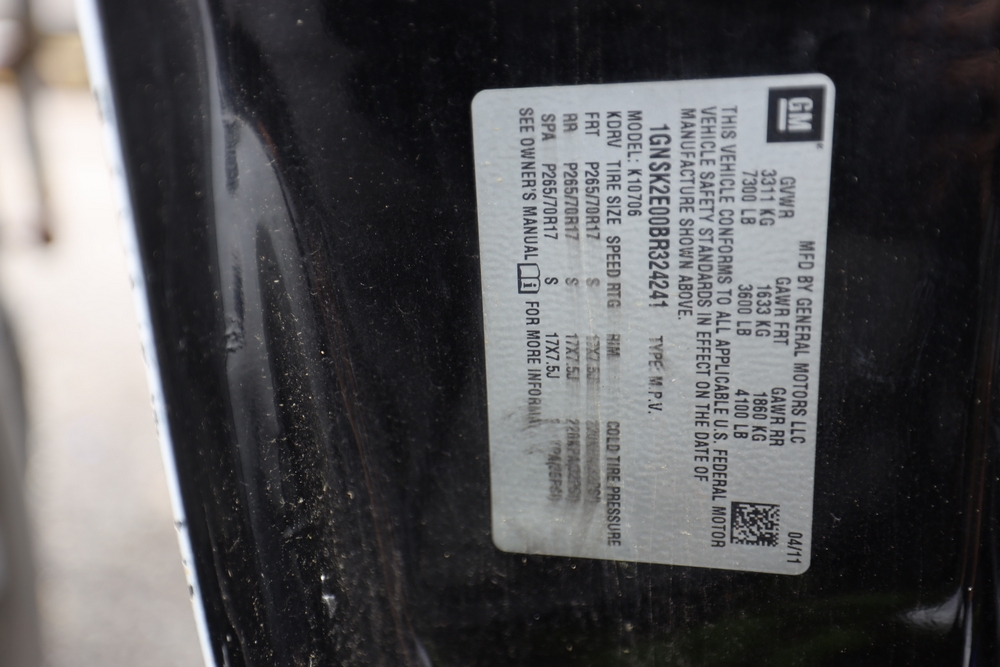 GM
MFD BY GENERAL MOTORS LLC 04/11
GVWR GAWR FRT GAWR RR
3311 KG 1633 KG 1860 KG
7300 LB 3600 LB 4100 LB
THIS VEHICLE CONFORMS TO ALL APPLICABLE U.S. FEDERAL MOTOR
VEHICLE SAFETY STANDARDS IN EFFECT ON THE DATE OF
MANUFACTURE SHOWN ABOVE.
1GNSK2E00BR324241 TYPE: M.P.V.
MODEL: K10706
KDRV TIRE SIZE SPEED RTG RIM COLD TIRE PRESSURE
FRT P265/70R17 S 17X7.5J
RR P265/70R17 S 17X7.5J
SPA P265/70R17 S 17X7.5J
SEE OWNER'S MANUAL FOR MORE